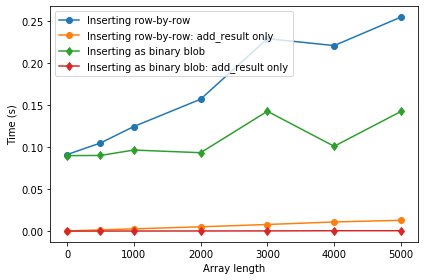 Inserting row-by-row
Inserting row-by-row: add_result only
Inserting as binary blob
Inserting as binary blob: add_result only
Time (s)
0.25
0.20
0.15
0.10
0.05
0.00
0 1000 2000 3000 4000 5000
Array length